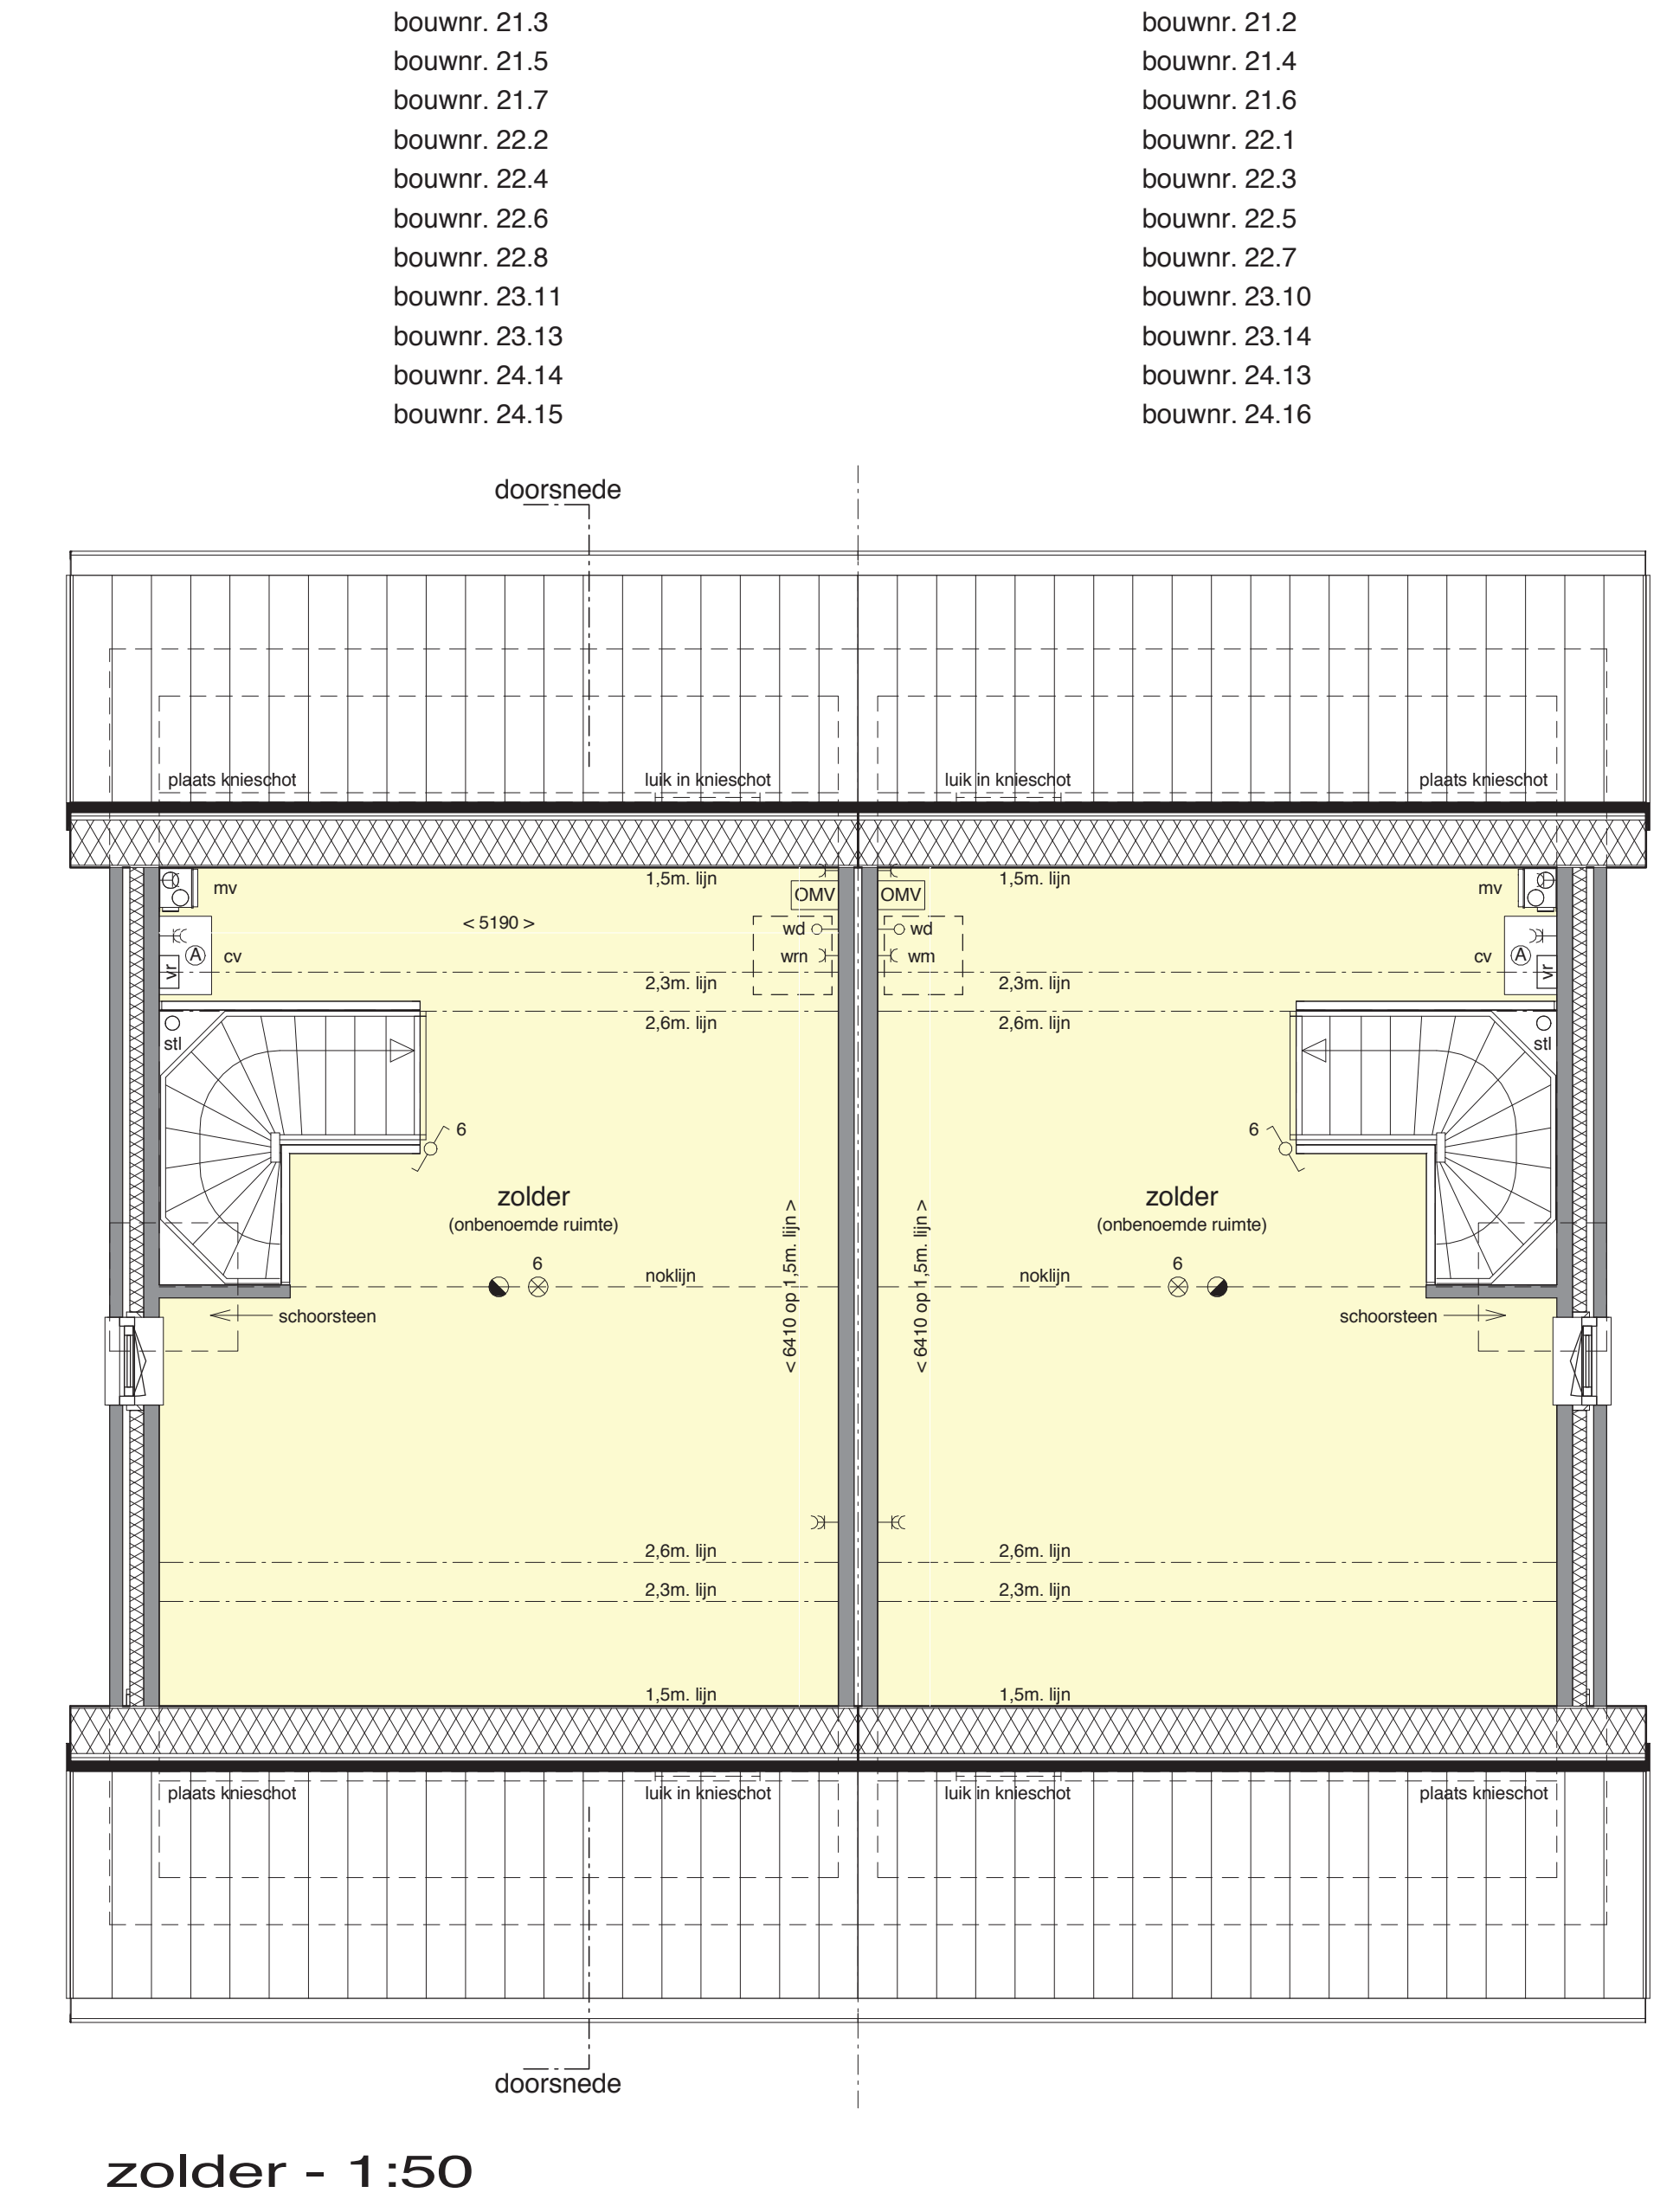 bouwnr. 21.3
bouwnr. 21.5
bouwnr. 21.7
bouwnr. 22.2
bouwnr. 22.4
bouwnr. 22.6
bouwnr. 22.8
bouwnr. 23.11
bouwnr. 23.13
bouwnr. 24.14
bouwnr. 24.15
bouwnr. 21.2
bouwnr. 21.4
bouwnr. 21.6
bouwnr. 22.1
bouwnr. 22.3
bouwnr. 22.5
bouwnr. 22.7
bouwnr. 23.10
bouwnr. 23.14
bouwnr. 24.13
bouwnr. 24.16
doorsnede
plaats knieschot
luik in knieschot
luik in knieschot
plaats knieschot
mv
1,5m. lijn
OMV
OMV
1,5m. lijn
mv
< 5190 >
wd
wd
A
cv
wm
wm
cv
A
vr
vr
2,3m. lijn
2,3m. lijn
2,6m. lijn
2,6m. lijn
stl
stl
6
6
zolder
(onbenoemde ruimte)
zolder
(onbenoemde ruimte)
< 6410 op 1,5m. lijn >
< 6410 op 1,5m. lijn >
6
noklijn
noklijn
6
schoorsteen
schoorsteen
2,6m. lijn
2,6m. lijn
2,3m. lijn
2,3m. lijn
1,5m. lijn
1,5m. lijn
plaats knieschot
luik in knieschot
luik in knieschot
plaats knieschot
doorsnede
zolder - 1:50